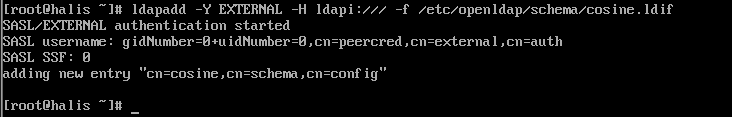 [root@halis ~]# ldapadd -Y EXTERNAL -H ldapi:/// -f /etc/openldap/schema/cosine.ldif
SASL/EXTERNAL authentication started
SASL username: gidNumber=0+uidNumber=0,cn=peercred,cn=external,cn=auth
SASL SSF: 0
adding new entry "cn=cosine,cn=schema,cn=config"
[root@halis ~]# _